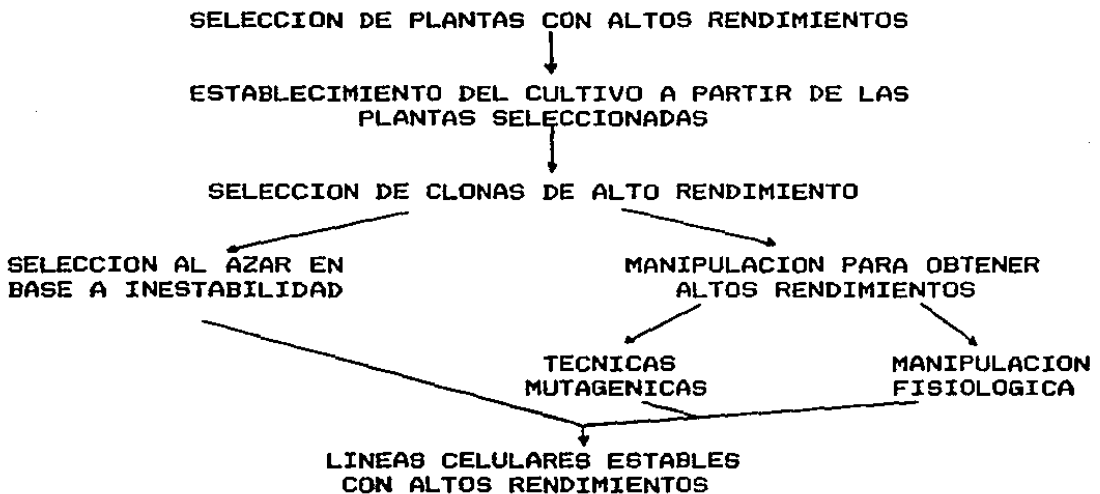 SELECCION DE PLANTAS CON ALTOS RENDIMIENTOS
ESTABLECIMIENTO DEL CULTIVO A PARTIR DE LAS
PLANTAS SELECCIONADAS
SELECCION DE CLONAS DE ALTO RENDIMIENTO
SELECCION AL AZAR EN
BASE A INESTABILIDAD
MANIPULACION PARA OBTENER
ALTOS RENDIMIENTOS
TECNICAS
MUTAGENICAS
MANIPULACION
FISIOLOGICA
LINEAS CELULARES ESTABLES
CON ALTOS RENDIMIENTOS